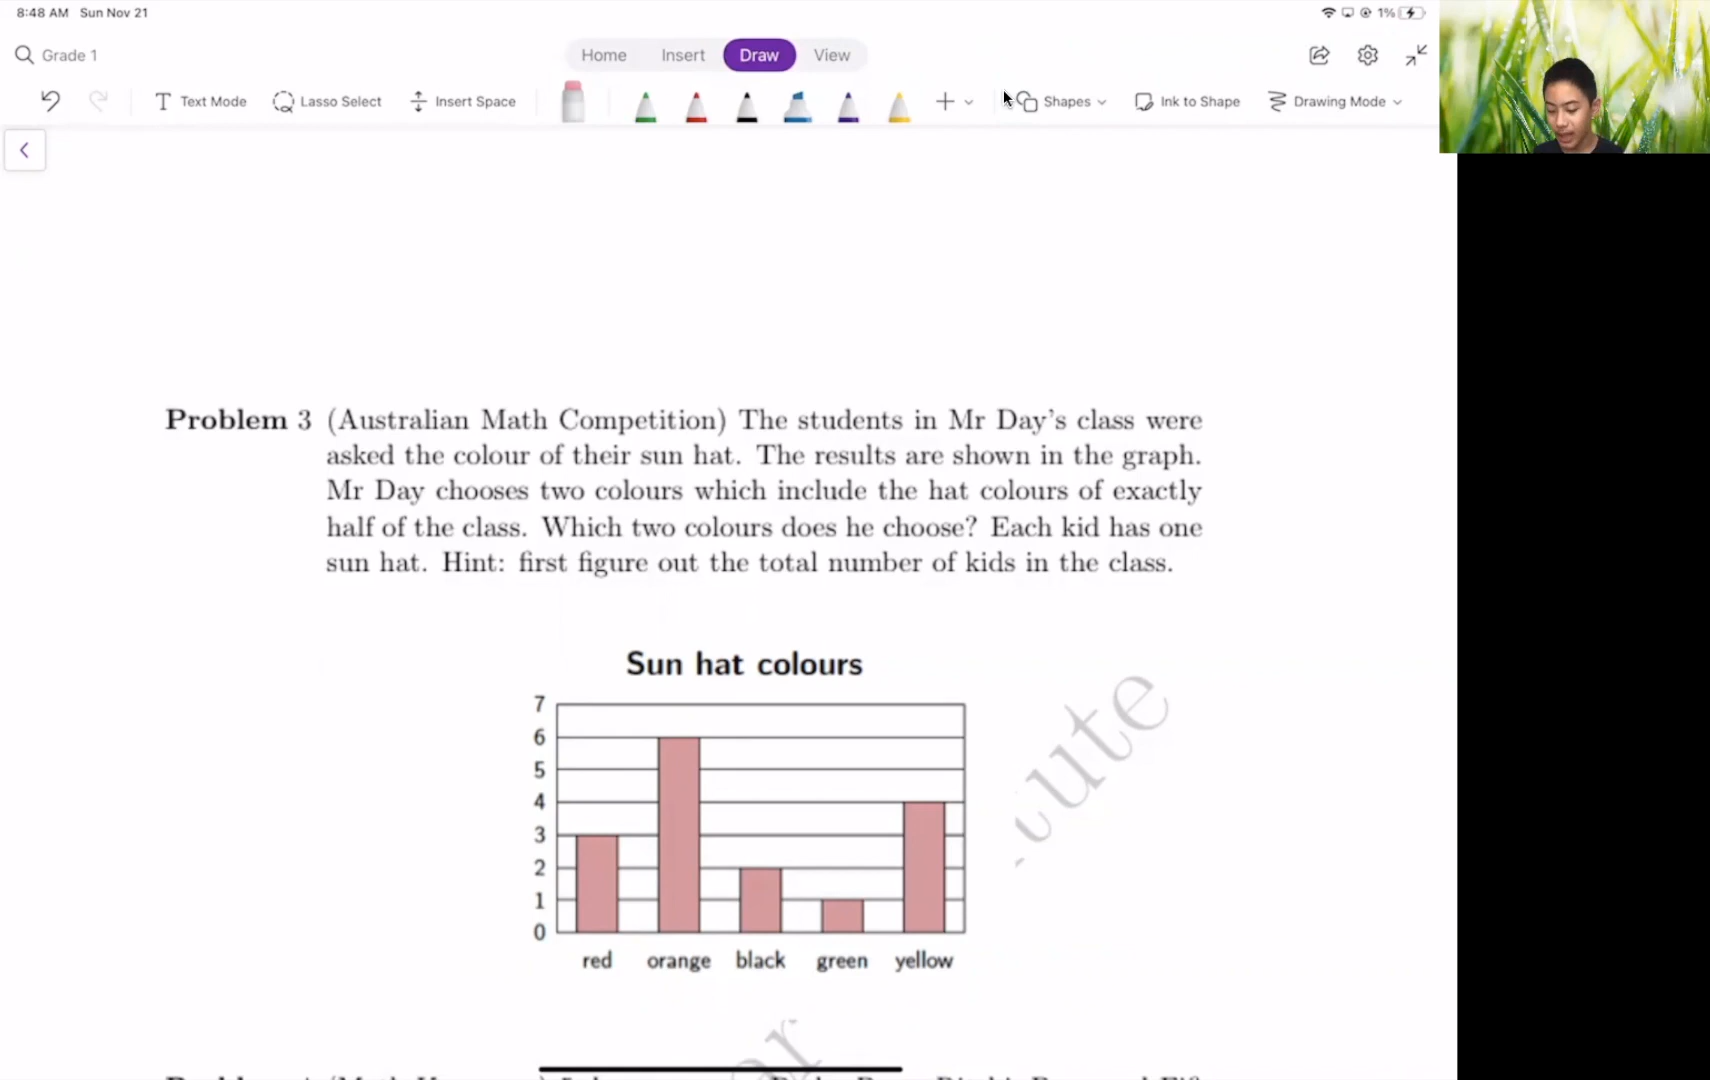 8:48 AM Sun Nov 21
1%
Grade 1
Home Insert Draw View
Text Mode Lasso Select Insert Space Shapes Ink to Shape Drawing Mode
Problem 3 (Australian Math Competition) The students in Mr Day's class were
asked the colour of their sun hat. The results are shown in the graph.
Mr Day chooses two colours which include the hat colours of exactly
half of the class. Which two colours does he choose? Each kid has one
sun hat. Hint: first figure out the total number of kids in the class.
Sun hat colours
7
6
5
4
3
2
1
0
red orange black green yellow